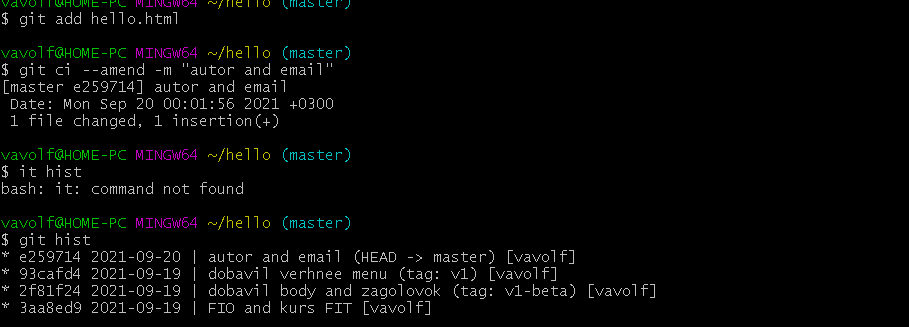 vavolf@HOME-PC MINGW64 ~/hello (master)
$ git add hello.html
vavolf@HOME-PC MINGW64 ~/hello (master)
$ git ci --amend -m "autor and email"
[master e259714] autor and email
 Date: Mon Sep 20 00:01:56 2021 +0300
 1 file changed, 1 insertion(+)
vavolf@HOME-PC MINGW64 ~/hello (master)
$ it hist
bash: it: command not found
vavolf@HOME-PC MINGW64 ~/hello (master)
$ git hist
* e259714 2021-09-20 | autor and email (HEAD -> master) [vavolf]
* 93cafd4 2021-09-19 | dobavil verhnee menu (tag: v1) [vavolf]
* 2f81f24 2021-09-19 | dobavil body and zagolovok (tag: v1-beta) [vavolf]
* 3aa8ed9 2021-09-19 | FIO and kurs FIT [vavolf]